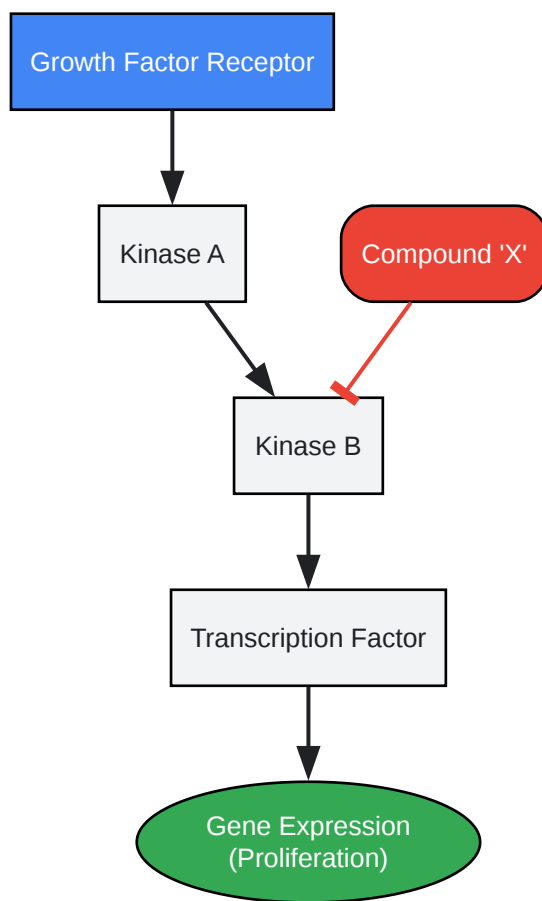 Growth Factor Receptor
Kinase A
Compound 'X'
Kinase B
Transcription Factor
Gene Expression
(Proliferation)